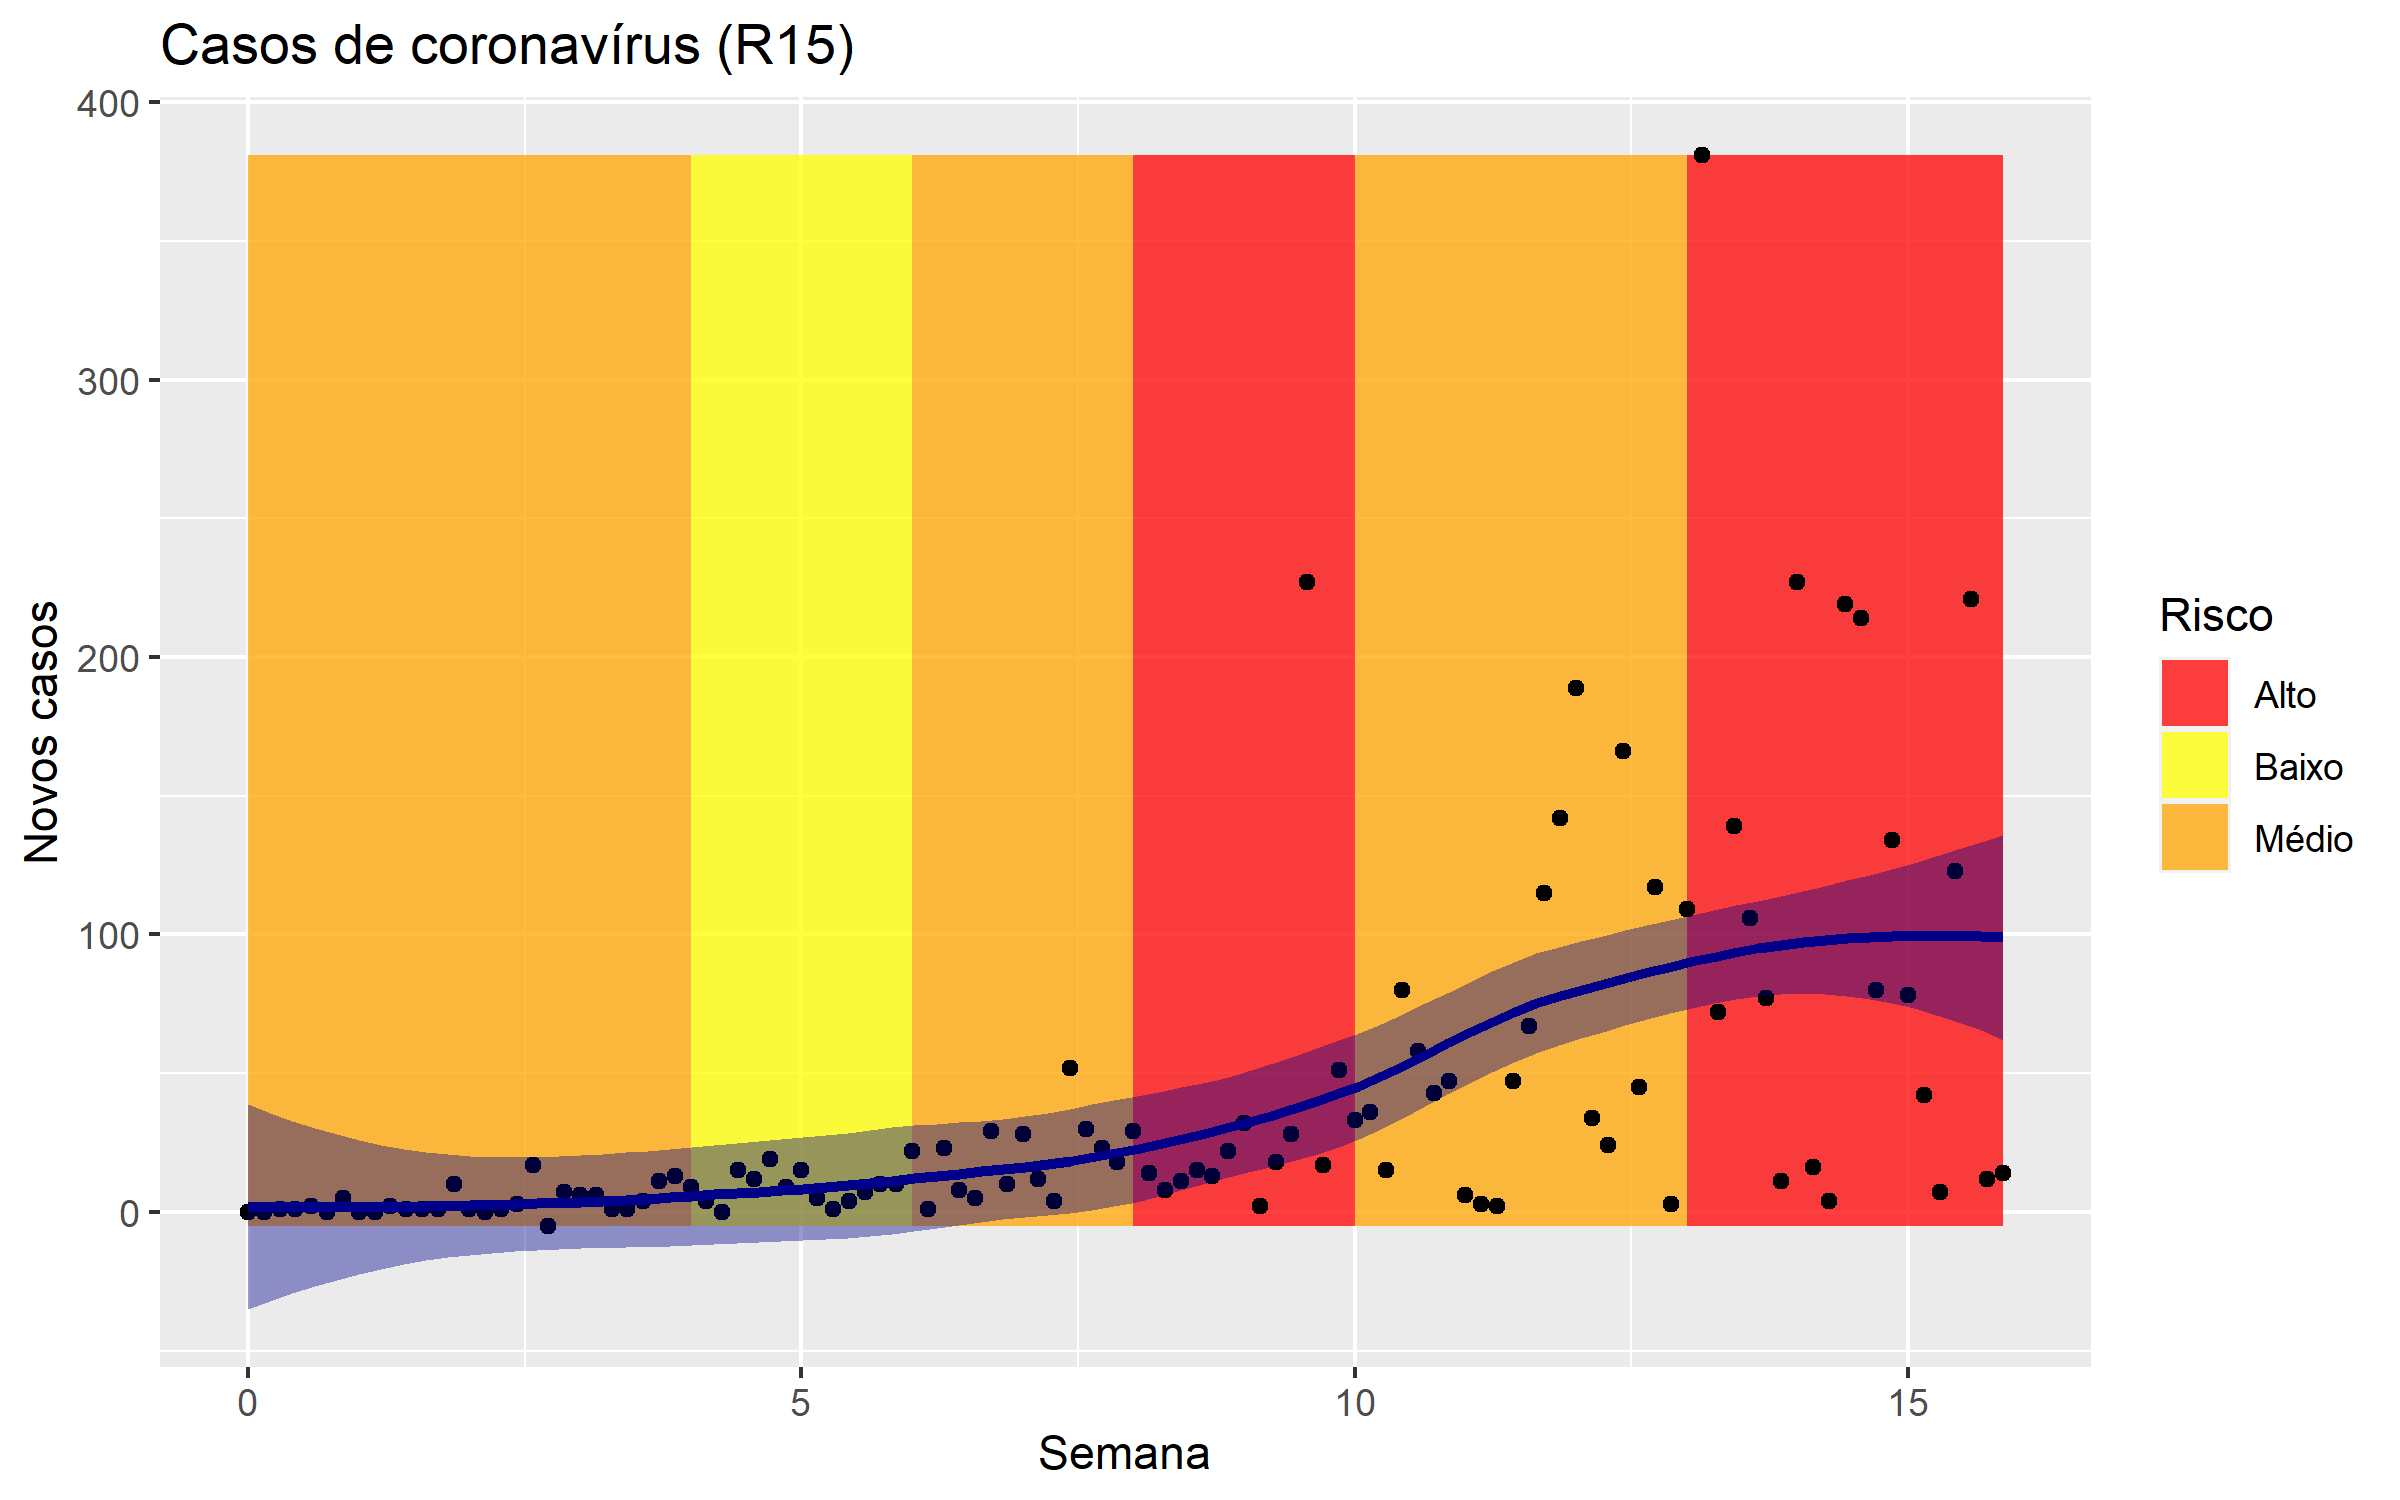 Casos de coronavírus (R15)
400
300
200
100
0
Novos casos
0 5 10 15
Semana
Risco
Alto
Baixo
Médio